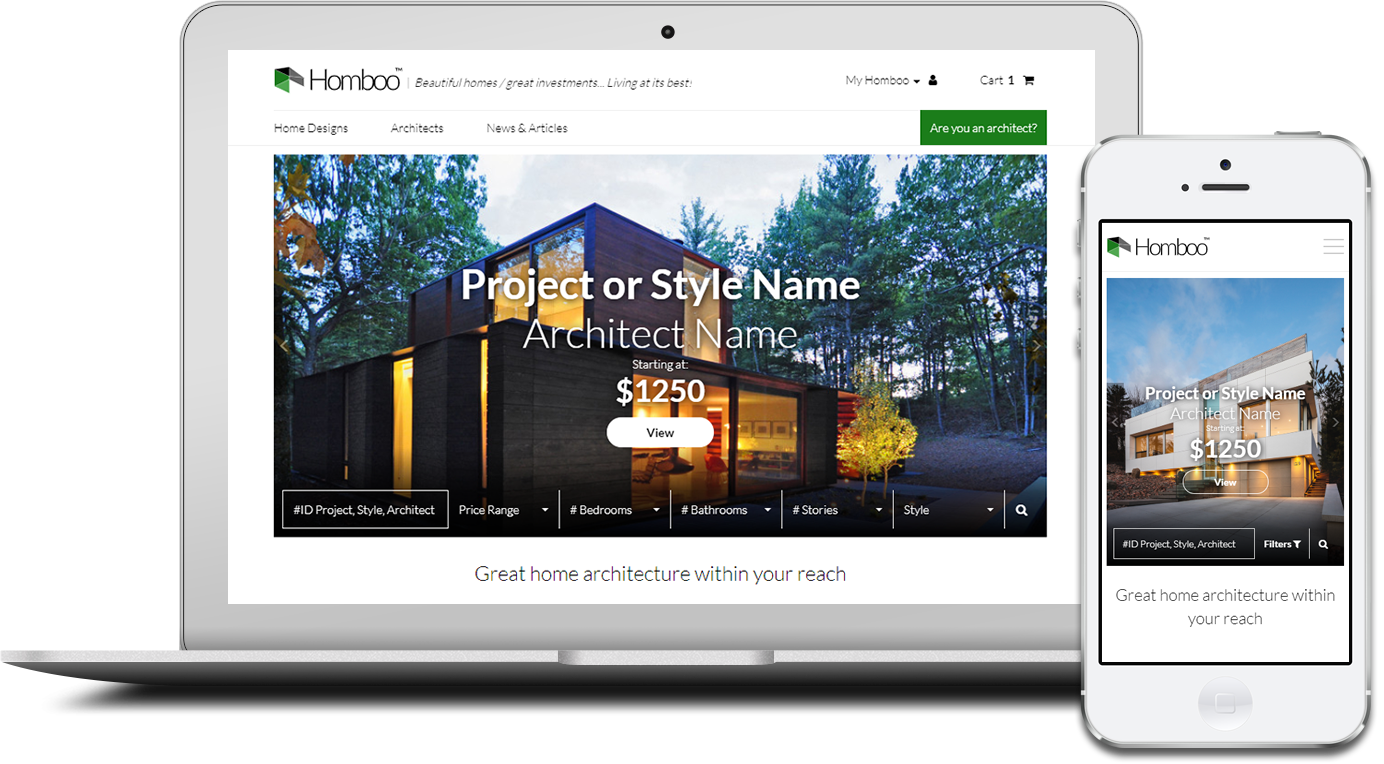 Homboo™ | Beautiful homes / great investments... Living at its best!
My Homboo
Cart 1
Home Designs
Architects
News & Articles
Are you an architect?
Project or Style Name
Architect Name
Starting at:
$1250
View
#ID Project, Style, Architect
Price Range
# Bedrooms
# Bathrooms
# Stories
Style
Great home architecture within your reach
Homboo™
Project or Style Name
Architect Name
Starting at:
$1250
View
#ID Project, Style, Architect
Filters
Great home architecture within
your reach